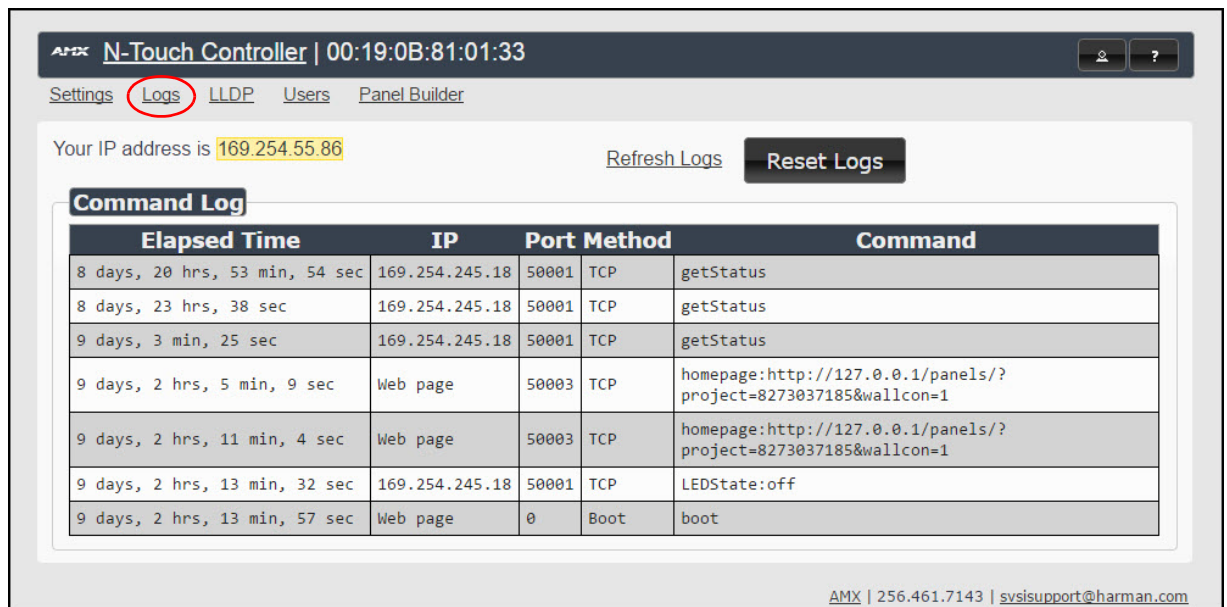 AMX N-Touch Controller | 00:19:0B:81:01:33 ?
Settings Logs LLDP Users Panel Builder
Your IP address is 169.254.55.86 Refresh Logs Reset Logs
Command Log
Elapsed Time IP Port Method Command
8 days, 20 hrs, 53 min, 54 sec 169.254.245.18 50001 TCP getStatus
8 days, 23 hrs, 38 sec 169.254.245.18 50001 TCP getStatus
9 days, 3 min, 25 sec 169.254.245.18 50001 TCP getStatus
9 days, 2 hrs, 5 min, 9 sec Web page 50003 TCP homepage:http://127.0.0.1/panels/?
project=8273037185&wallcon=1
9 days, 2 hrs, 11 min, 4 sec Web page 50003 TCP homepage:http://127.0.0.1/panels/?
project=8273037185&wallcon=1
9 days, 2 hrs, 13 min, 32 sec 169.254.245.18 50001 TCP LEDState:off
9 days, 2 hrs, 13 min, 57 sec Web page 0 Boot boot
AMX | 256.461.7143 | svsisupport@harman.com